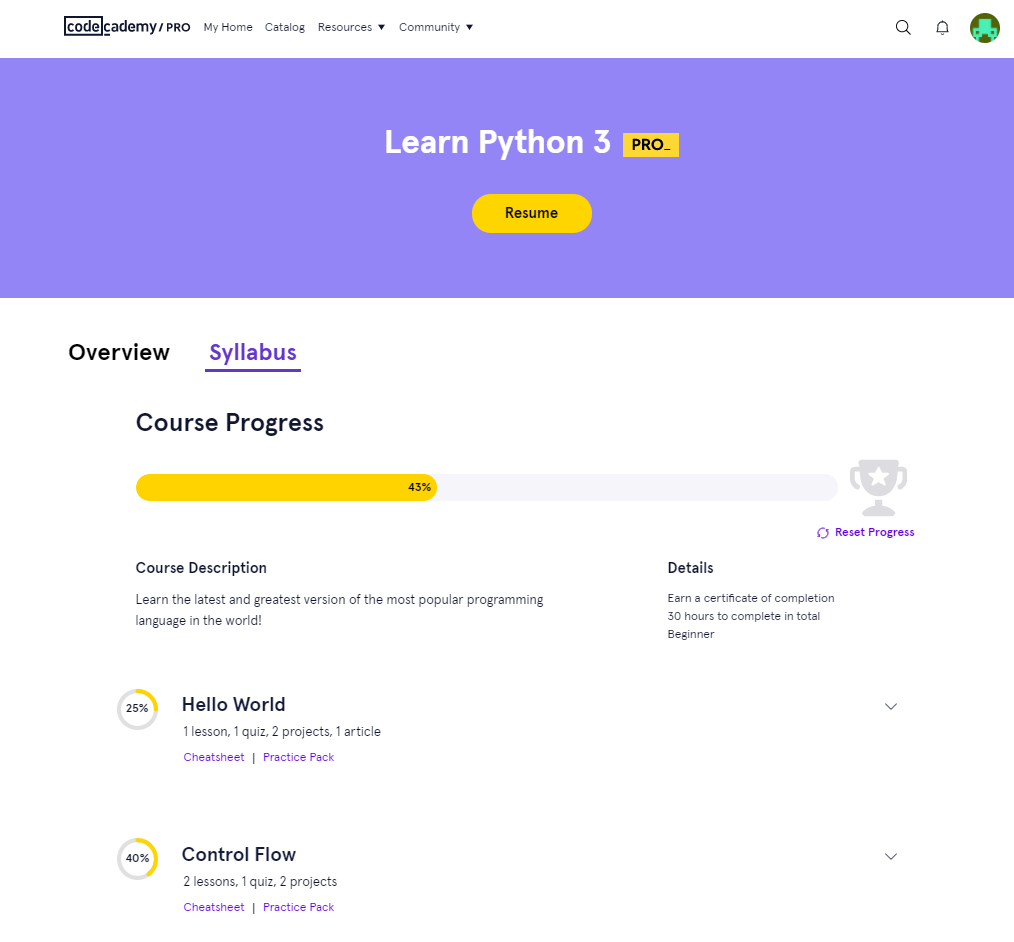 codecademy / PRO My Home Catalog Resources Community
Learn Python 3 PRO_
Resume
Overview Syllabus
Course Progress
43%
Reset Progress
Course Description
Learn the latest and greatest version of the most popular programming
language in the world!
Details
Earn a certificate of completion
30 hours to complete in total
Beginner
25% Hello World
1 lesson, 1 quiz, 2 projects, 1 article
Cheatsheet | Practice Pack
40% Control Flow
2 lessons, 1 quiz, 2 projects
Cheatsheet | Practice Pack